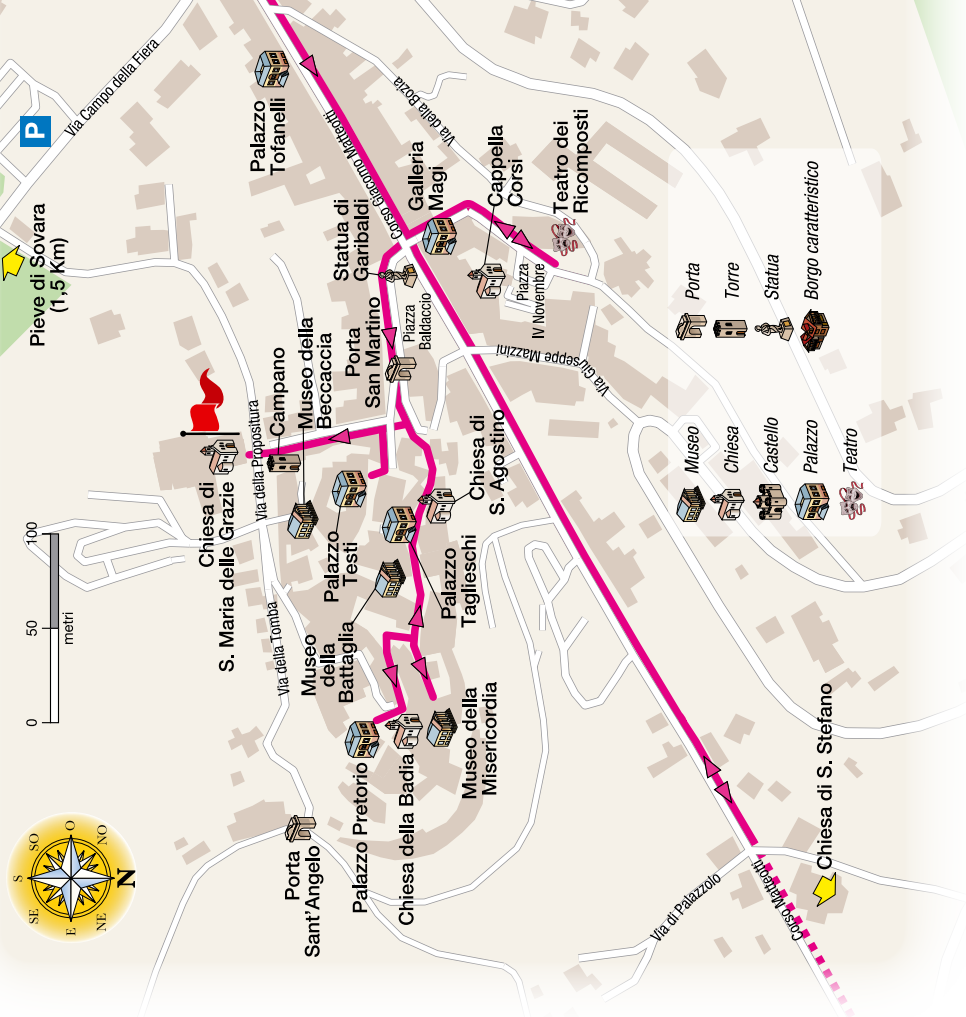 Via Campo della Fiera
P
Pieve di Sovara
(1,5 Km)
Palazzo
Tofanelli
Corso Giacomo Matteotti
Via della Bozia
Statua di
Garibaldi
Galleria
Magi
Cappella
Corsi
Teatro dei
Ricomposti
Piazza
IV Novembre
Piazza
Baldaccio
Porta
San Martino
Via Giuseppe Mazzini
Campano
Museo della
Beccaccia
Via della Propositura
Chiesa di
S. Maria delle Grazie
Palazzo
Testi
Chiesa di
S. Agostino
Palazzo
Taglieschi
Museo
della
Battaglia
Via della Tomba
Museo della
Misericordia
Palazzo Pretorio
Chiesa della Badia
Porta
Sant'Angelo
0
50
100
metri
S
SO
O
NO
N
NE
E
SE
Via di Palazzolo
Corso Matteotti
Chiesa di S. Stefano
Museo
Chiesa
Castello
Palazzo
Teatro
Porta
Torre
Statua
Borgo caratteristico